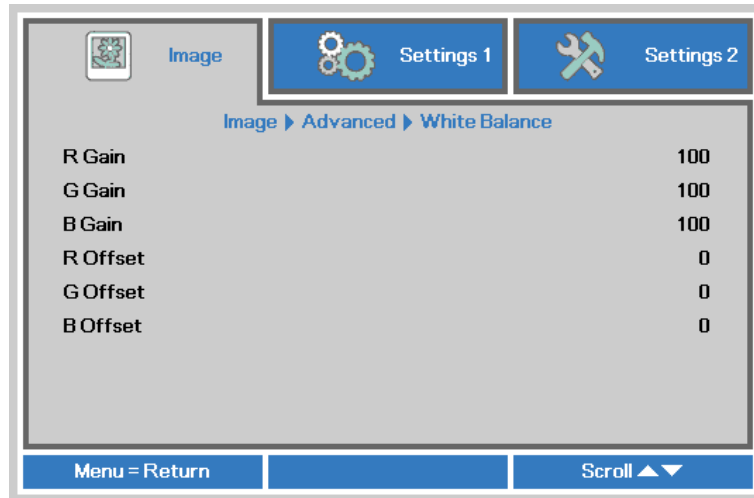 Image
Settings 1
Settings 2
Image ▶ Advanced ▶ White Balance
R Gain 100
G Gain 100
B Gain 100
R Offset 0
G Offset 0
B Offset 0
Menu = Return
Scroll ▲▼